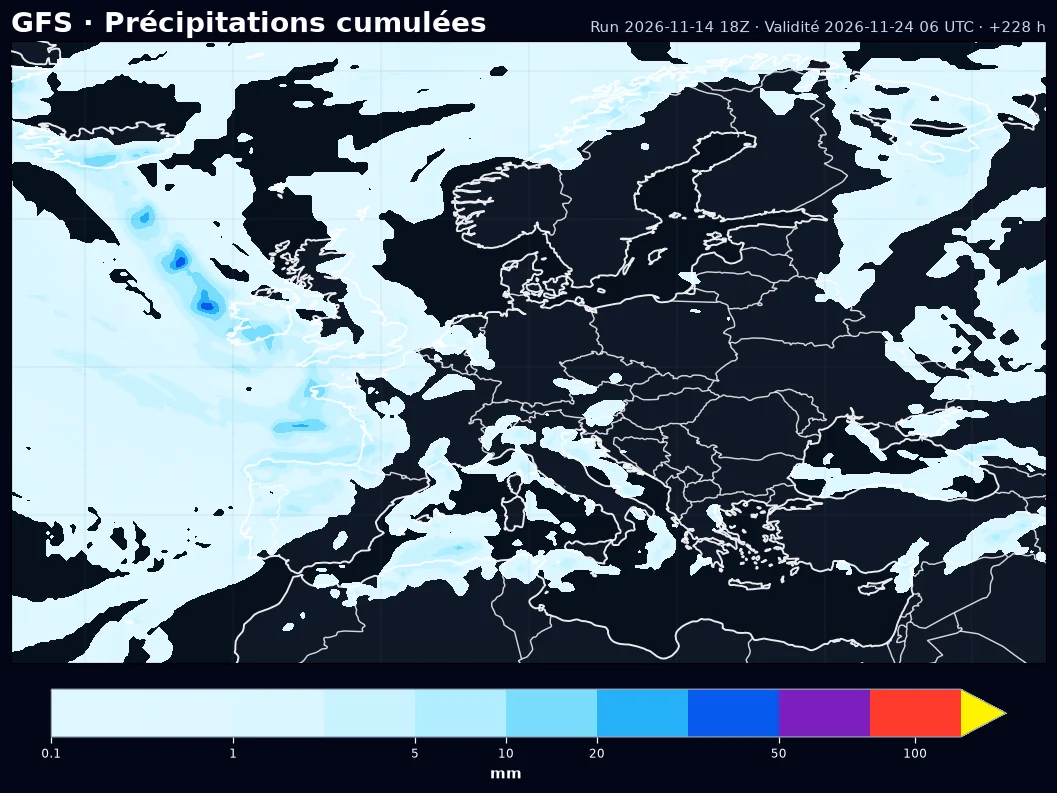 GFS · Précipitations cumulées
Run 2026-11-14 18Z · Validité 2026-11-24 06 UTC · +228 h
0.1 1 5 10 20 50 100
mm